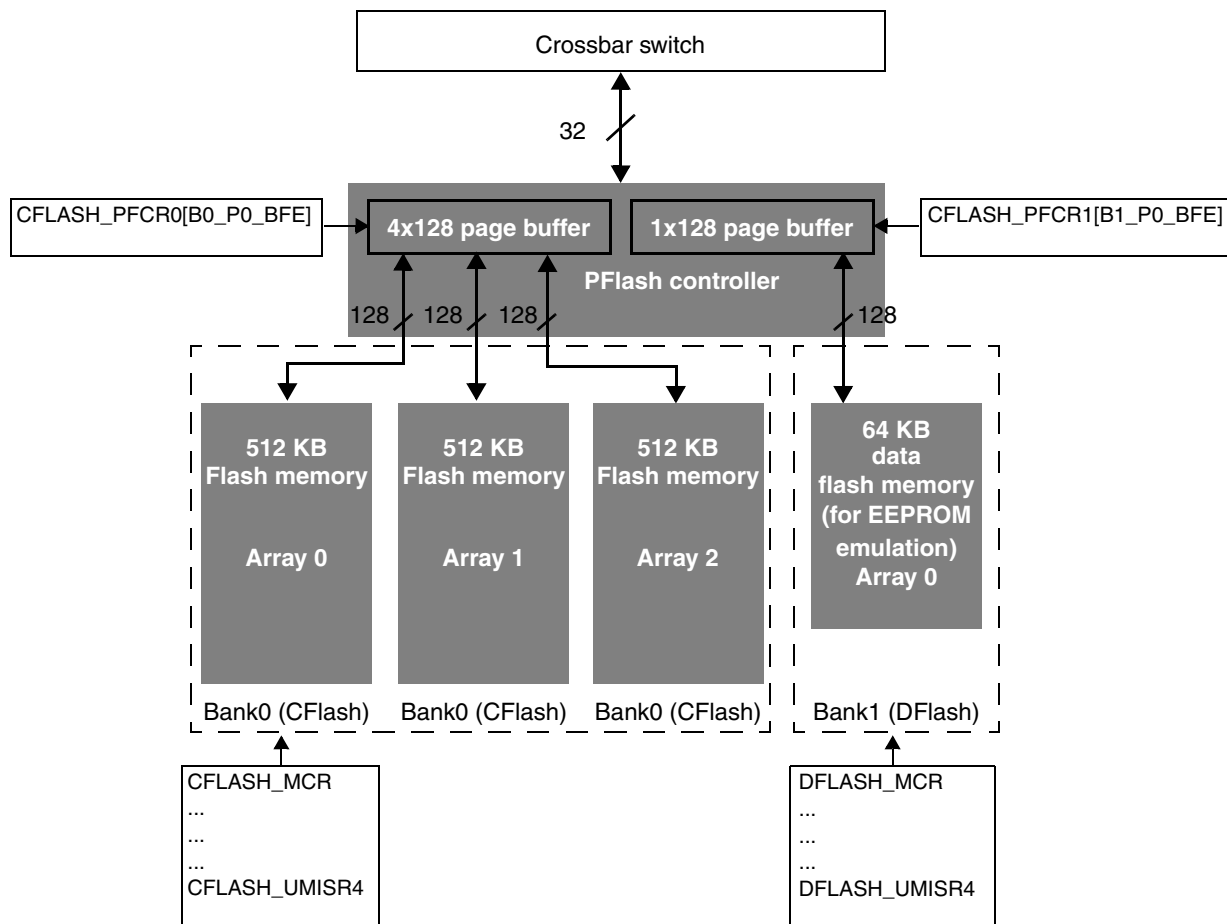 Crossbar switch
32
CFLASH_PFCR0[B0_P0_BFE]
4x128 page buffer
1x128 page buffer
CFLASH_PFCR1[B1_P0_BFE]
PFlash controller
128
128
128
128
512 KB
Flash memory
Array 0
512 KB
Flash memory
Array 1
512 KB
Flash memory
Array 2
64 KB
data
flash memory
(for EEPROM
emulation)
Array 0
Bank0 (CFlash)
Bank0 (CFlash)
Bank0 (CFlash)
Bank1 (DFlash)
CFLASH_MCR
...
...
...
CFLASH_UMISR4
DFLASH_MCR
...
...
...
DFLASH_UMISR4